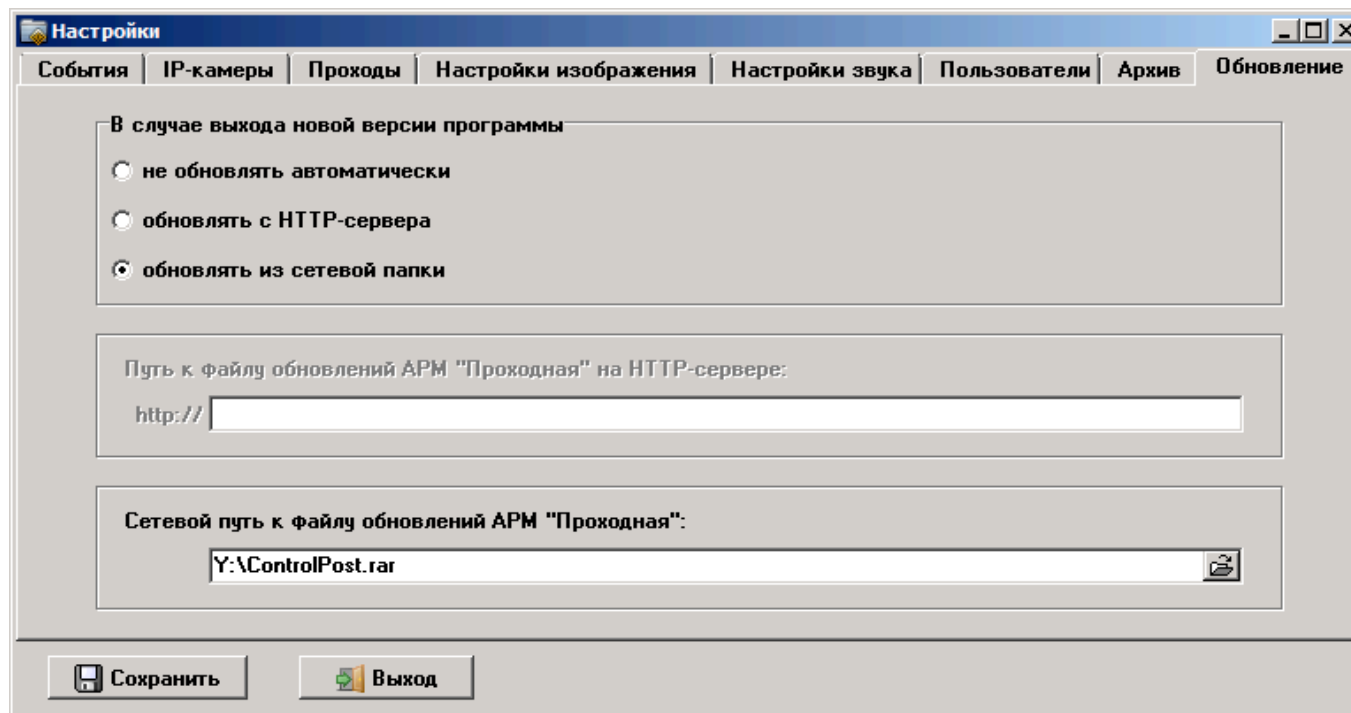 Настройки
События IP-камеры Проходы Настройки изображения Настройки звука Пользователи Архив Обновление
В случае выхода новой версии программы
не обновлять автоматически
обновлять с HTTP-сервера
обновлять из сетевой папки
Путь к файлу обновлений АРМ "Проходная" на HTTP-сервере:
http://
Сетевой путь к файлу обновлений АРМ "Проходная":
Y:\ControlPost.rar
Сохранить Выход